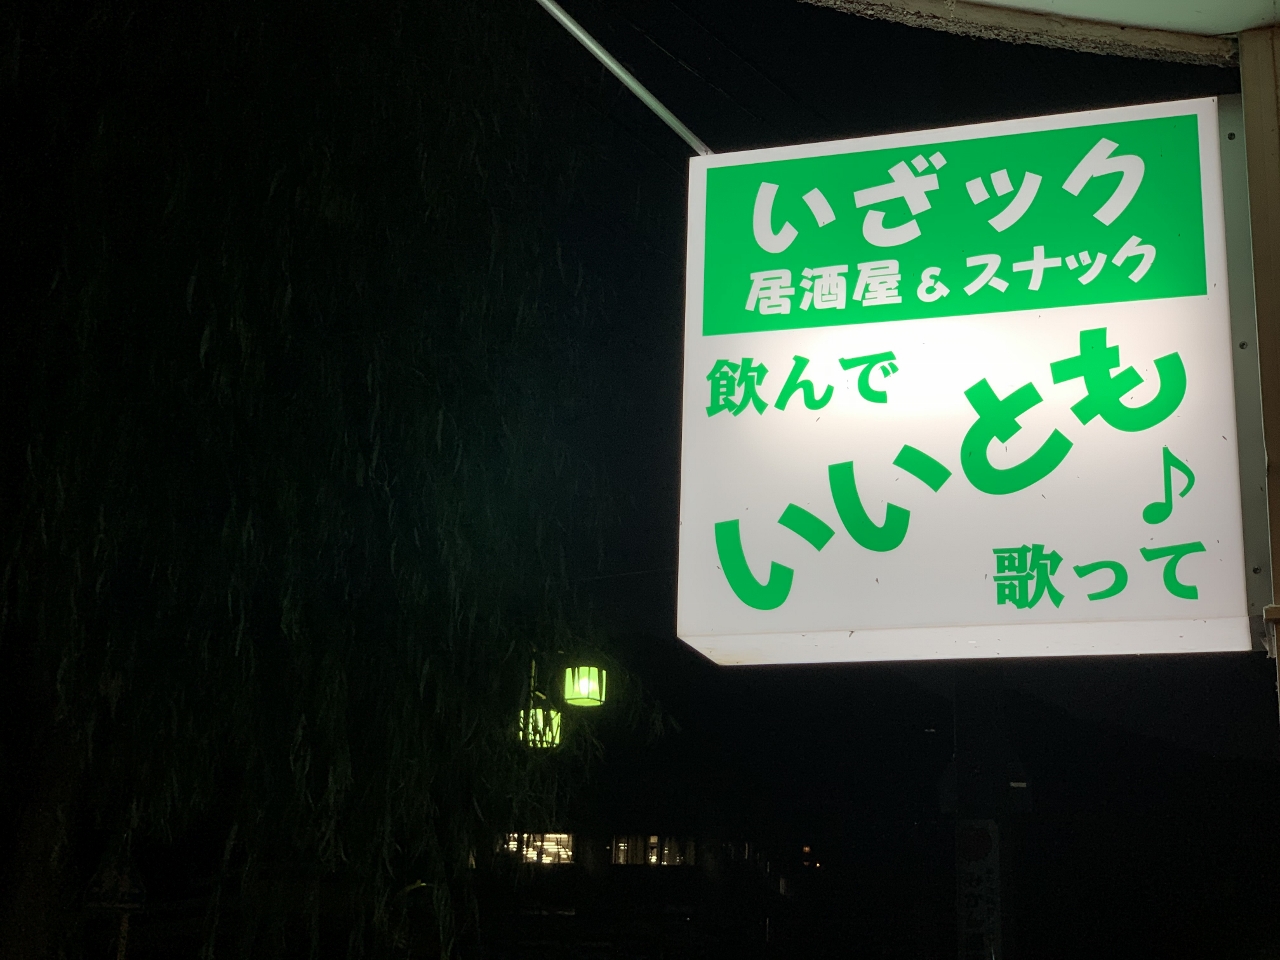 いざック
居酒屋&スナック
飲んで
いいとも♪
歌って